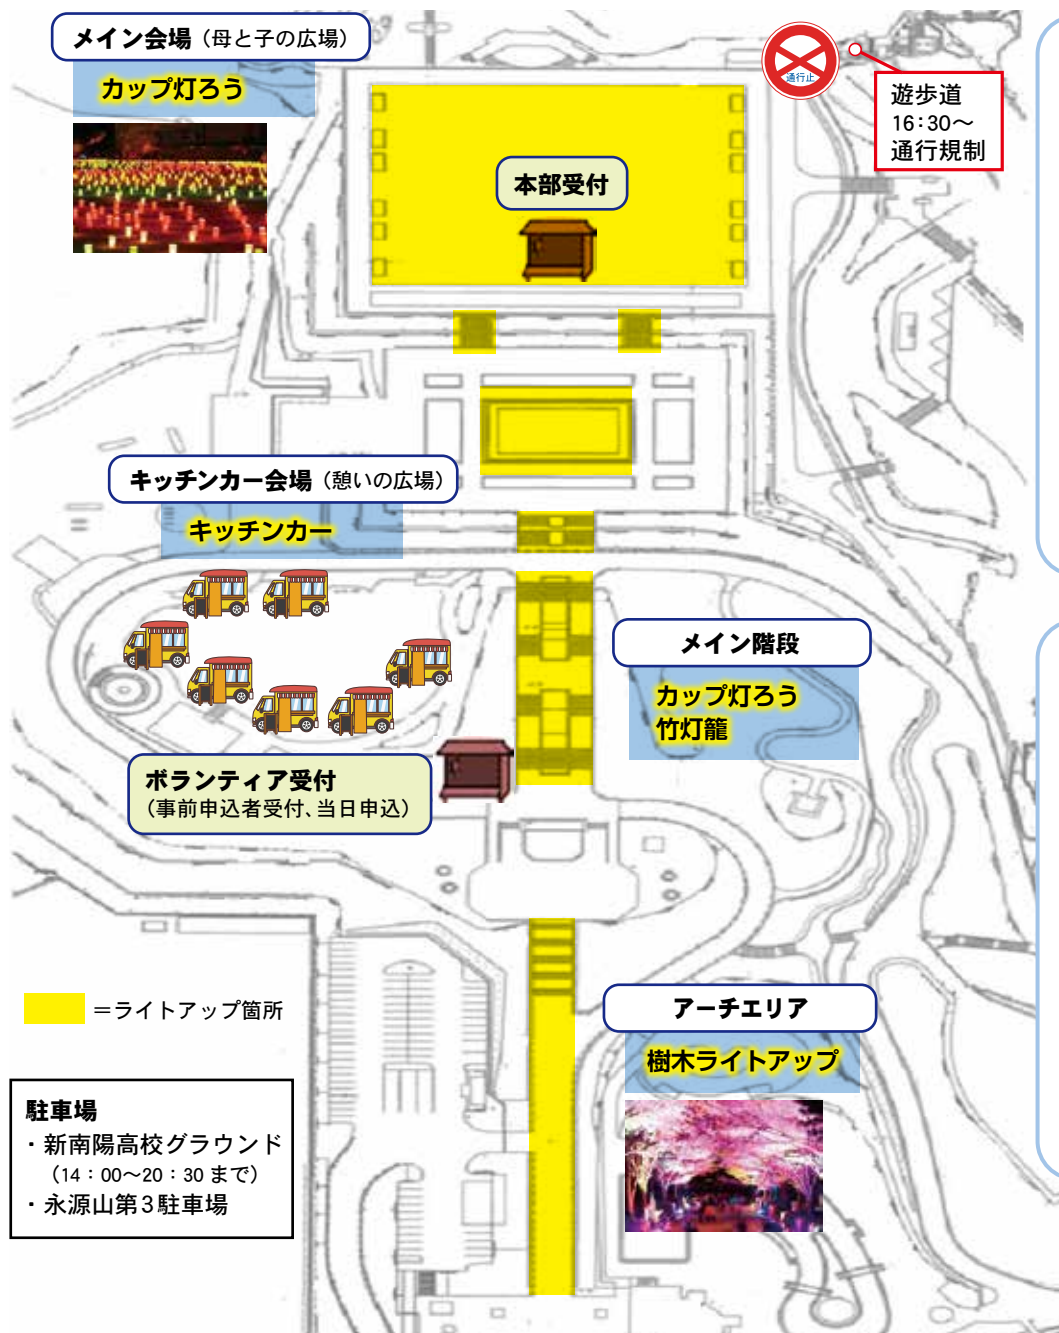 メイン会場（母と子の広場）
カップ灯ろう
通行止
遊歩道
16:30～
通行規制
本部受付
キッチンカー会場（憩いの広場）
キッチンカー
メイン階段
カップ灯ろう
竹灯籠
ボランティア受付
（事前申込者受付、当日申込）
＝ライトアップ箇所
アーチエリア
樹木ライトアップ
駐車場
・新南陽高校グラウンド
（14：00～20：30まで）
・永源山第3駐車場